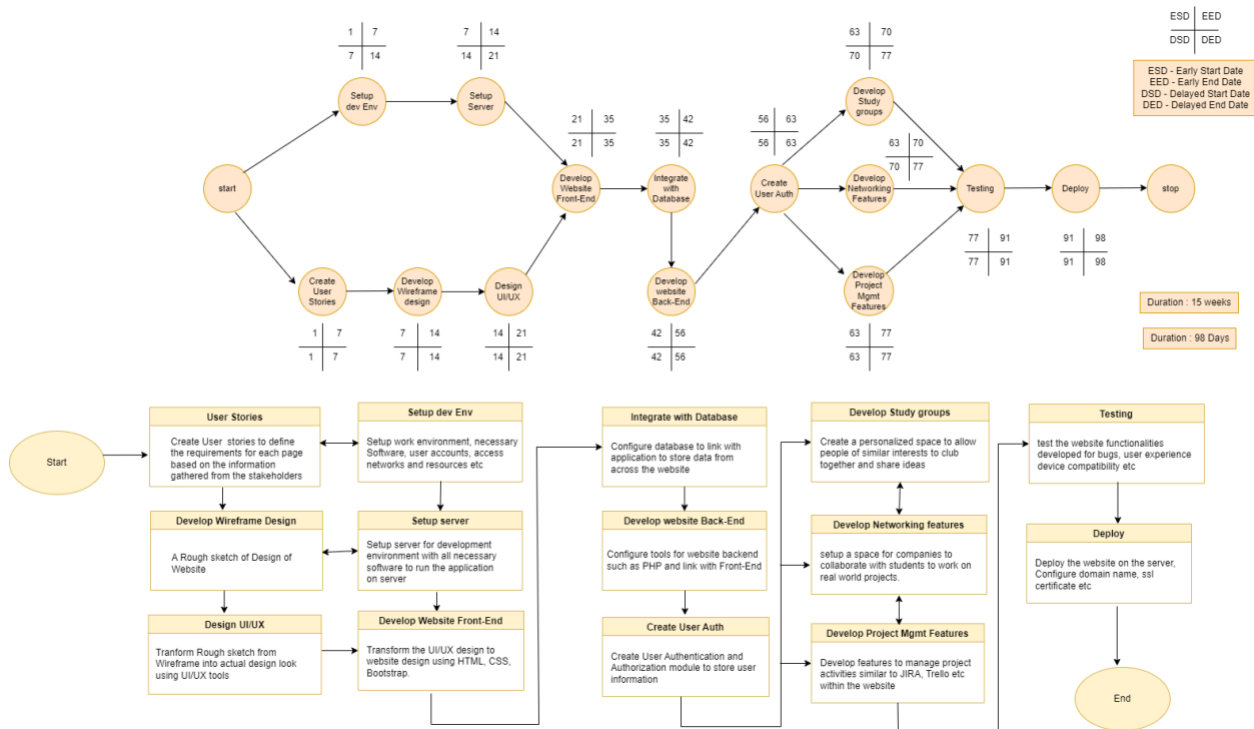 1 7
7 14
7 14
14 21
63 70
70 77
ESD EED
DSD DED
ESD - Early Start Date
EED - Early End Date
DSD - Delayed Start Date
DED - Delayed End Date
Setup
dev Env
Setup
Server
Develop
Study
groups
21 35
21 35
35 42
35 42
56 63
56 63
63 70
70 77
start
Develop
Website
Front-End
Integrate
with
Database
Create
User Auth
Develop
Networking
Features
Testing
Deploy
stop
77 91
77 91
91 98
91 98
Create
User
Stories
Develop
Wireframe
design
Design
UI/UX
Develop
website
Back-End
Develop
Project
Mgmt
Features
Duration : 15 weeks
Duration : 98 Days
1 7
1 7
7 14
7 14
14 21
14 21
42 56
42 56
63 77
63 77
Start
User Stories
Create User stories to define
the requirements for each page
based on the information
gathered from the stakeholders
Setup dev Env
Setup work environment, necessary
Software, user accounts, access
networks and resources etc
Develop Wireframe Design
A Rough sketch of Design of
Website
Setup server
Setup server for development
environment with all necessary
software to run the application
on server
Design UI/UX
Tranform Rough sketch from
Wireframe into actual design look
using UI/UX tools
Develop Website Front-End
Transform the UI/UX design to
website design using HTML, CSS,
Bootstrap.
Integrate with Database
Configure database to link with
application to store data from
across the website
Develop website Back-End
Configure tools for website backend
such as PHP and link with Front-End
Create User Auth
Create User Authentication and
Authorization module to store user
information
Develop Study groups
Create a personalized space to allow
people of similar interests to club
together and share ideas
Develop Networking features
setup a space for companies to
collaborate with students to work on
real world projects.
Develop Project Mgmt Features
Develop features to manage project
activities similar to JIRA, Trello etc
within the website
Testing
test the website functionalities
developed for bugs, user experience
device compatibility etc
Deploy
Deploy the website on the server,
Configure domain name, ssl
certificate etc
End